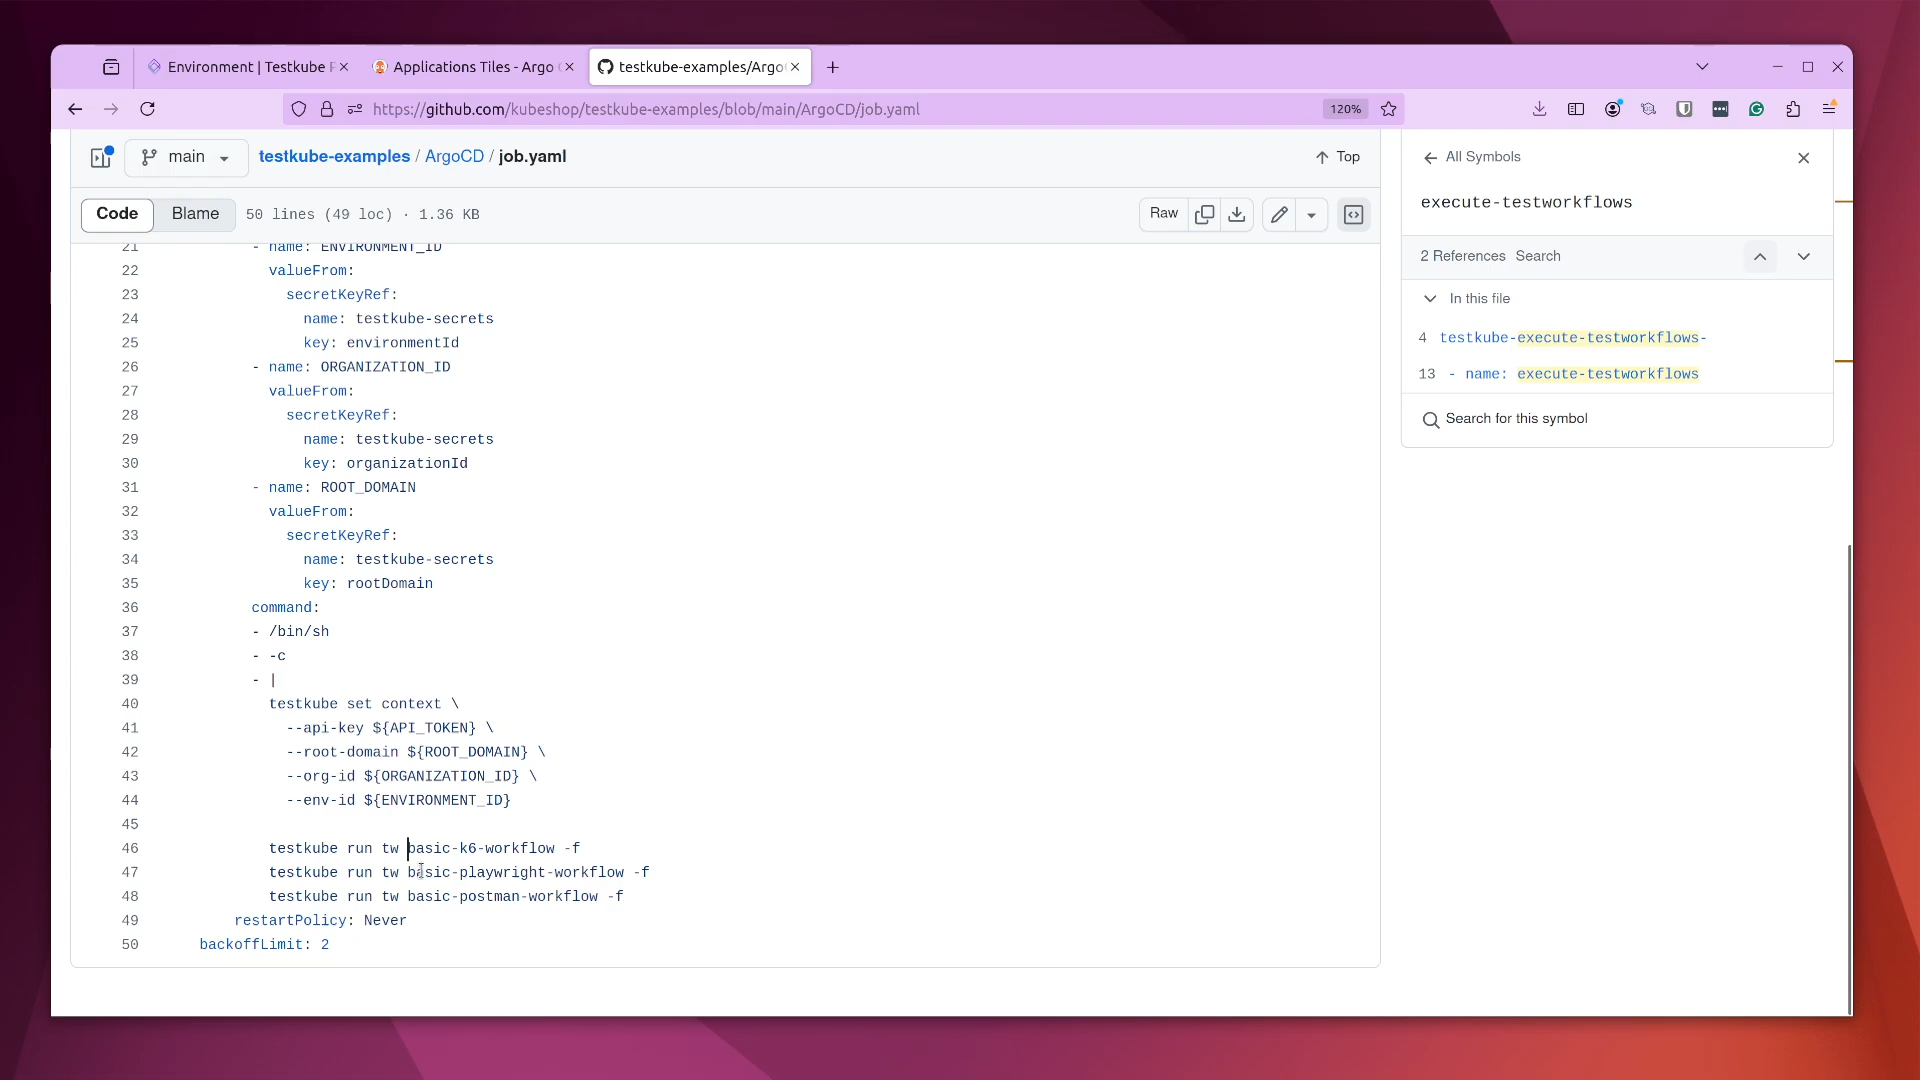 Environment | Testkube
Applications Tiles - Argo
testkube-examples/Argo
https://github.com/kubeshop/testkube-examples/blob/main/ArgoCD/job.yaml
120%
main
testkube-examples / ArgoCD / job.yaml
Top
Code
Blame
50 lines (49 loc) · 1.36 KB
Raw
21 - name: ENVIRONMENT_ID
22 valueFrom:
23 secretKeyRef:
24 name: testkube-secrets
25 key: environmentId
26 - name: ORGANIZATION_ID
27 valueFrom:
28 secretKeyRef:
29 name: testkube-secrets
30 key: organizationId
31 - name: ROOT_DOMAIN
32 valueFrom:
33 secretKeyRef:
34 name: testkube-secrets
35 key: rootDomain
36 command:
37 - /bin/sh
38 - -c
39 - |
40 testkube set context \
41 --api-key ${API_TOKEN} \
42 --root-domain ${ROOT_DOMAIN} \
43 --org-id ${ORGANIZATION_ID} \
44 --env-id ${ENVIRONMENT_ID}
45
46 testkube run tw basic-k6-workflow -f
47 testkube run tw basic-playwright-workflow -f
48 testkube run tw basic-postman-workflow -f
49 restartPolicy: Never
50 backoffLimit: 2
All Symbols
execute-testworkflows
2 References Search
In this file
4 testkube-execute-testworkflows-
13 - name: execute-testworkflows
Search for this symbol